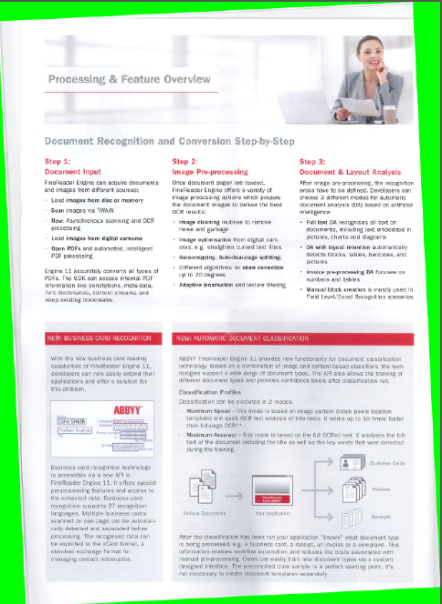 Processing & Feature Overview
Document Recognition and Conversion Step-by-Step
Step 1:
Document Input
FineReader Engine can acquire documents
and images from different sources:
• Load images from disc or memory
• Scan images via TWAIN
• New: Asynchronous scanning and OCR
processing
• Load images from digital cameras
• Open PDFs and automated, intelligent
PDF processing
Engine 11 accurately converts all types of
PDFs. The SDK can access internal PDF
information like annotations, meta-data,
font dictionaries, content streams and
keep existing bookmarks.
Step 2:
Image Pre-processing
Once document pages are loaded,
FineReader Engine offers a variety of
image processing options which prepare
the document images to deliver the best
OCR results:
• Image cleaning routines to remove
noise and garbage
• Image optimisation from digital cam-
eras, e.g. straighten curved text lines
• Auto-cropping, auto-dual-page splitting,
• Different algorithms for skew correction
up to 20 degrees
• Adaptive binarisation and texture filtering
Step 3:
Document & Layout Analysis
After image pre-processing, the recognition
areas have to be defined. Developers can
choose 3 different modes for automatic
document analysis (DA) based on artificial
intelligence:
• Full text DA recognises all text on
documents, including text embedded in
pictures, charts and diagrams
• DA with layout retention automatically
detects blocks, tables, barcodes, and
pictures
• Invoice pre-processing DA focuses on
numbers and tables
• Manual block creation is mostly used in
Field Level/Zonal Recognition scenarios
NEW: BUSINESS CARD RECOGNITION
With the new business card reading
capabilities of FineReader Engine 11,
developers can now easily extend their
applications and offer a solution for
this problem.
ABBYY
John Smith
Business card recognition technology
is accessible via a new API in
FineReader Engine 11. It offers special
pre-processing features and access to
the extracted data. Business card
recognition supports 27 recognition
languages. Multiple business cards
scanned on one page can be automati-
cally detected and separated before
processing. The recognised data can
be exported to the vCard format, a
standard exchange format for
managing contact information.
NEW: AUTOMATIC DOCUMENT CLASSIFICATION
ABBYY FineReader Engine 11 provides new functionality for document classification
technology. Based on a combination of image and content-based classifiers, the tech-
nologies support a wide range of document types. The API also allows the training of
different document types and provides confidence levels after classification run.
Classification Profiles
Classification can be executed in 2 modes:
• Maximum Speed – this mode is based on image pattern (black pixels location
template) and quick OCR text analysis of title texts. It works up to 10 times faster
than full-page OCR**.
• Maximum Accuracy – this mode is based on the full OCRed text. It analyses the full-
text of the document including the title as well as the key words that were detected
during the training.
Various Documents
Your Application
Business Cards
Invoices
Receipts
After the classification has been run your application "knows" what document type
is being processed, e.g. a business card, a receipt, an invoice or a complaint. This
information enables workflow automation and reduces the costs associated with
manual pre-processing. Users can easily train new document types via a custom
designed interface. The precompiled code sample is a perfect starting point. It's
not necessary to create document templates separately.